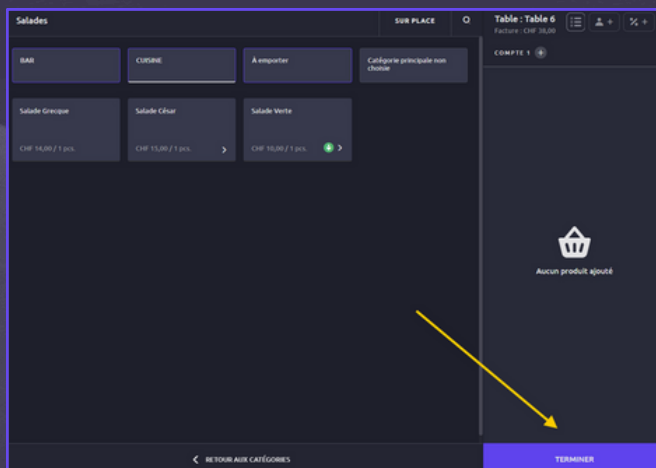 Salades
SUR PLACE
Table : Table 6
Facture : CHF 38,00
COMPTE 1
BAR
CUISINE
À emporter
Catégorie principale non
choisie
Salade Grecque
Salade César
Salade Verte
CHF 14,00 / 1 pcs.
CHF 15,00 / 1 pcs.
CHF 10,00 / 1 pcs.
Aucun produit ajouté
RETOUR AUX CATÉGORIES
TERMINER